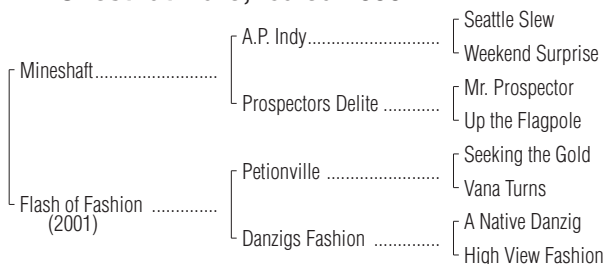 Seattle Slew
A.P. Indy............................
Weekend Surprise
Mineshaft..........................
Mr. Prospector
Prospectors Delite ............
Up the Flagpole
Seeking the Gold
Petionville ........................
Vana Turns
Flash of Fashion ..............
(2001)
A Native Danzig
Danzigs Fashion ..............
High View Fashion